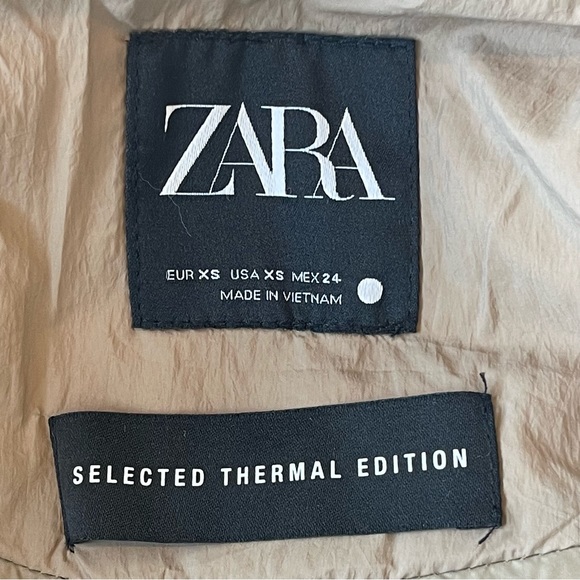 ZARA
EUR XS USA XS MEX 24
MADE IN VIETNAM
SELECTED THERMAL EDITION